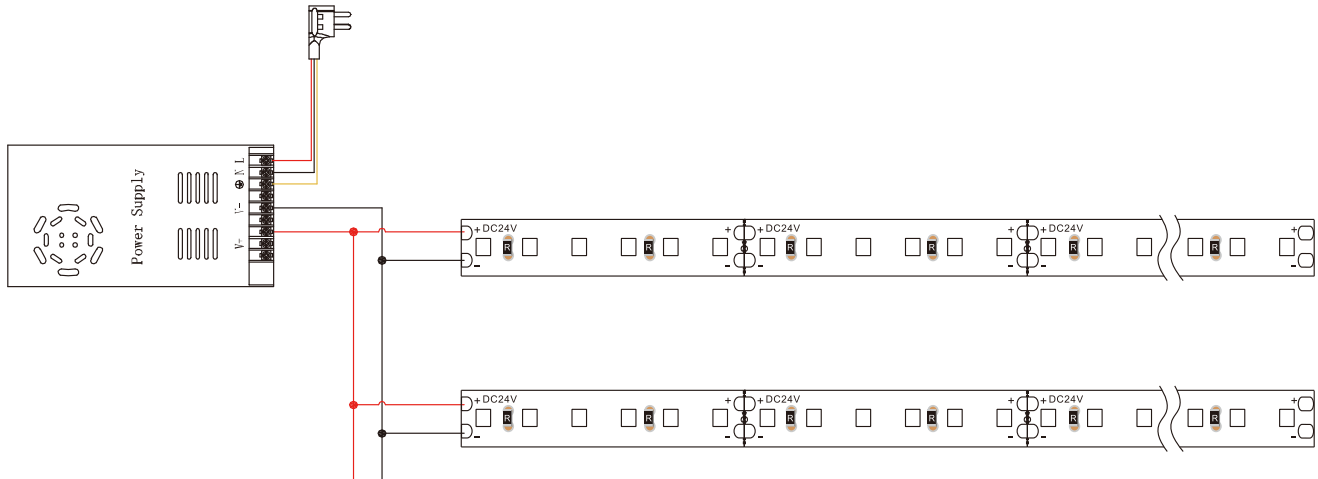 Power Supply
L
N
V-
V-
+ DC24V
R
R
+
+ DC24V
R
R
+
+ DC24V
R
R
+
-
-
-
-
-
-
+ DC24V
R
R
+
+ DC24V
R
R
+
+ DC24V
R
R
+
-
-
-
-
-
-